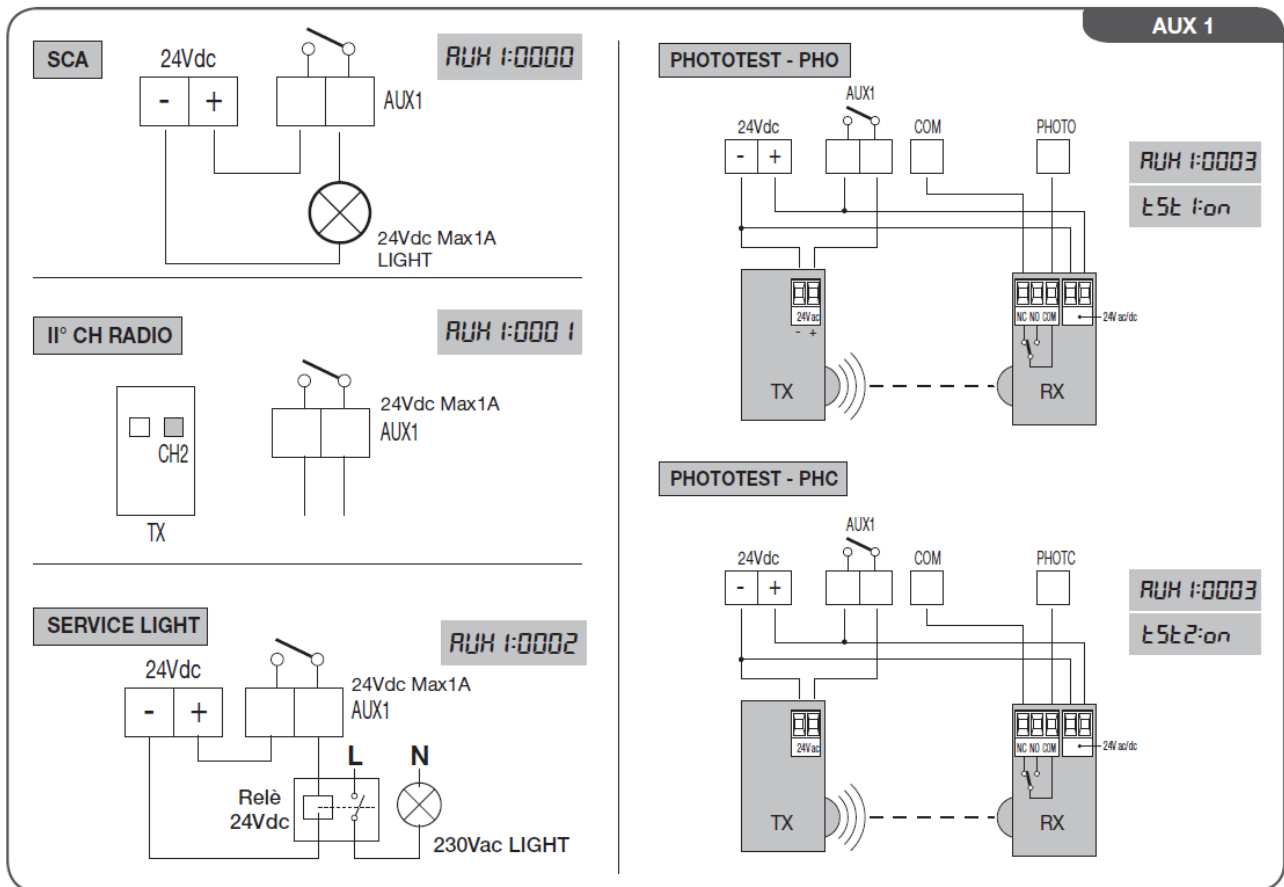 AUX 1
SCA
24Vdc
- +
AUX1
AUX 1:0000
24Vdc Max1A
LIGHT
II° CH RADIO
AUX 1:0001
CH2
TX
24Vdc Max1A
AUX1
SERVICE LIGHT
AUX 1:0002
24Vdc
- +
24Vdc Max1A
AUX1
L N
Relè
24Vdc
230Vac LIGHT
PHOTOTEST - PHO
AUX1
24Vdc
- +
COM
PHOTO
AUX 1:0003
tSt 1:on
24Vac
- +
TX
NC NO COM
24Vac/dc
RX
PHOTOTEST - PHC
AUX1
24Vdc
- +
COM
PHOTC
AUX 1:0003
tSt2:on
24Vac
TX
NC NO COM
24Vac/dc
RX